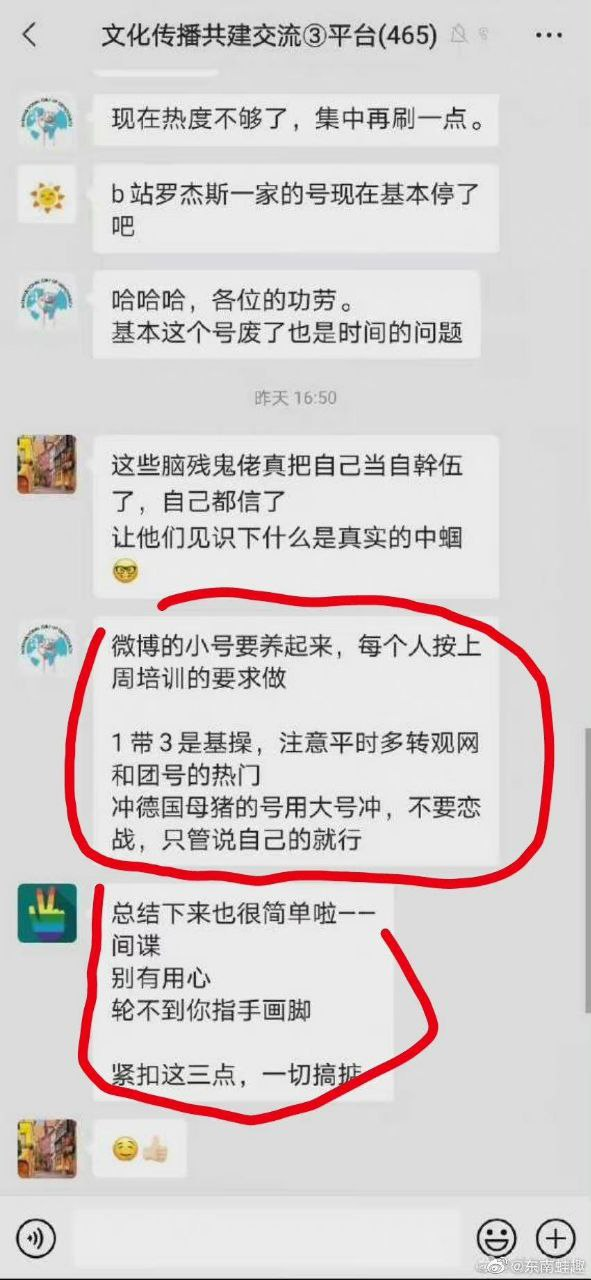 文化传播共建交流③平台(465)
现在热度不够了，集中再刷一点。
b站罗杰斯一家的号现在基本停了
吧
哈哈哈，各位的功劳。
基本这个号废了也是时间的问题
昨天 16:50
这些脑残鬼佬真把自己当自幹伍
了，自己都信了
让他们见识下什么是真实的中蝈
微博的小号要养起来，每个人按上
周培训的要求做
1带3是基操，注意平时多转观网
和团号的热门
冲德国母猪的号用大号冲，不要恋
战，只管说自己的就行
总结下来也很简单啦——
间谍
别有用心
轮不到你指手画脚
紧扣这三点，一切搞掂
@东南蛙趣